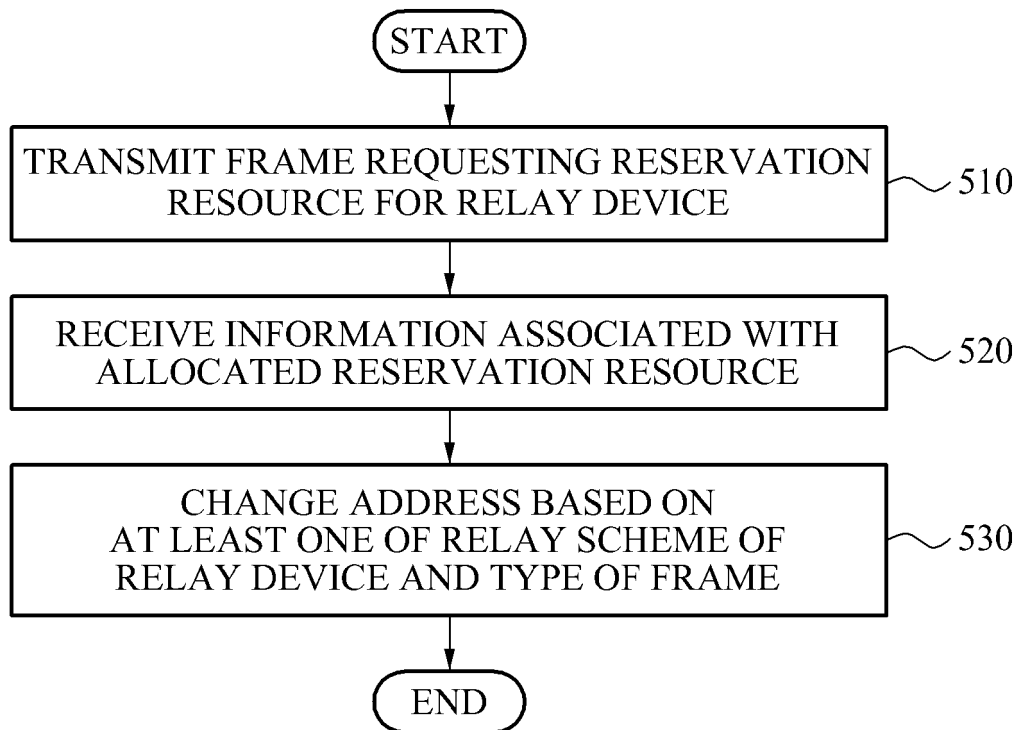 START
TRANSMIT FRAME REQUESTING RESERVATION
RESOURCE FOR RELAY DEVICE
510
RECEIVE INFORMATION ASSOCIATED WITH
ALLOCATED RESERVATION RESOURCE
520
CHANGE ADDRESS BASED ON
AT LEAST ONE OF RELAY SCHEME OF
RELAY DEVICE AND TYPE OF FRAME
530
END